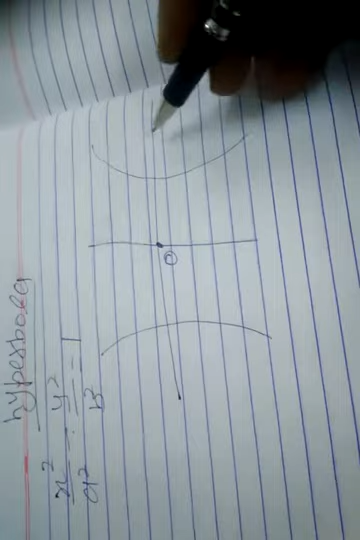 hyperbola
x²/a² - y²/b² = 1
O